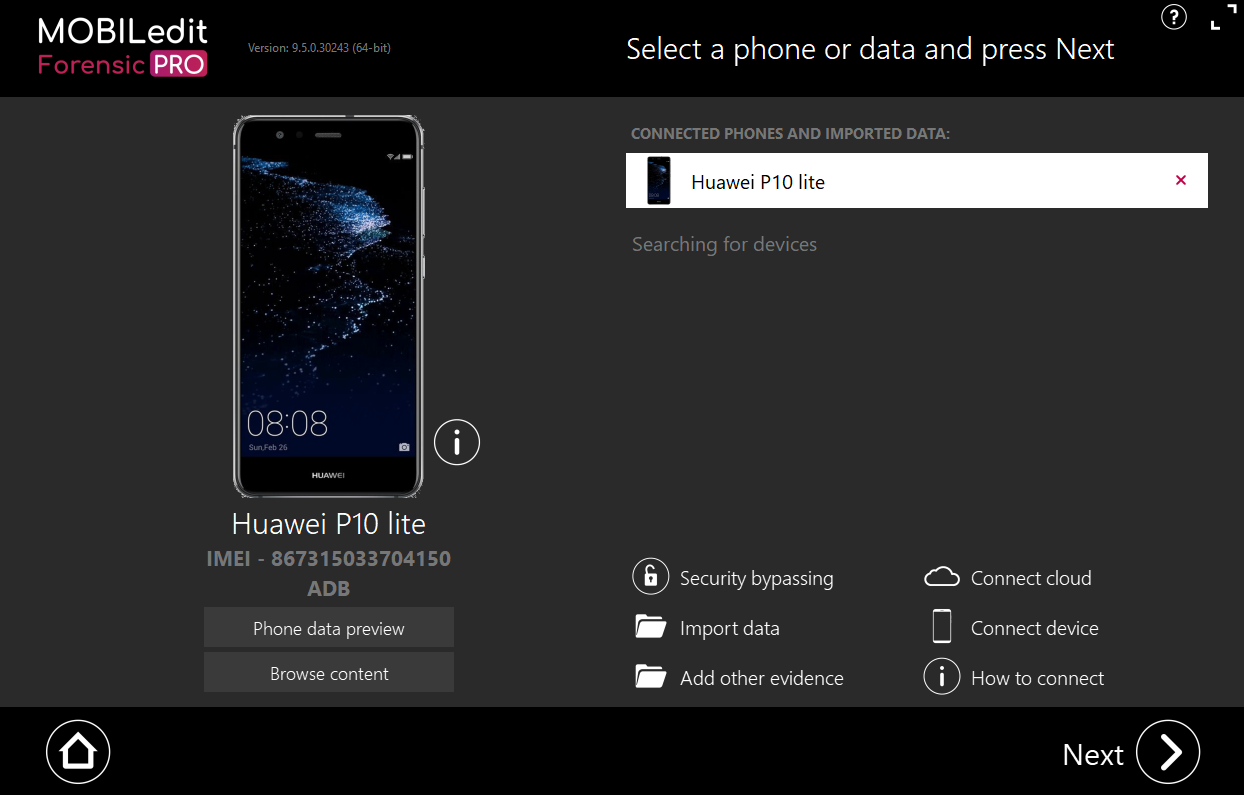 MOBILedit
Forensic PRO
Version: 9.5.0.30243 (64-bit)
Select a phone or data and press Next
?
08:08
Sun,Feb 26
HUAWEI
i
Huawei P10 lite
IMEI - 867315033704150
ADB
Phone data preview
Browse content
CONNECTED PHONES AND IMPORTED DATA:
Huawei P10 lite
Searching for devices
Security bypassing
Connect cloud
Import data
Connect device
Add other evidence
i How to connect
Next